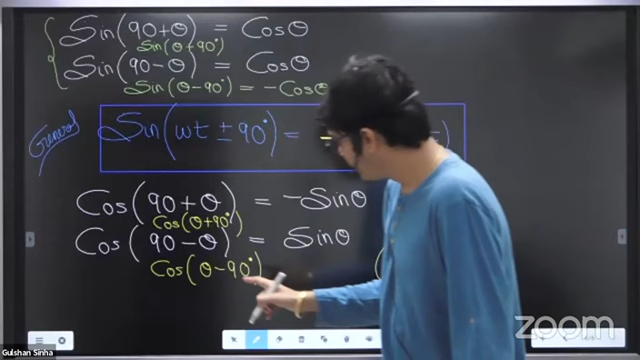 Sin(90+θ) = Cosθ
Sin(θ+90°)
Sin(90-θ) = Cosθ
Sin(θ-90°) = -Cosθ
General
Sin(wt ± 90°) =
Cos(90+θ) = -Sinθ
Cos(θ+90°)
Cos(90-θ) = Sinθ
Cos(θ-90°)
zoom
Gulshan Sinha